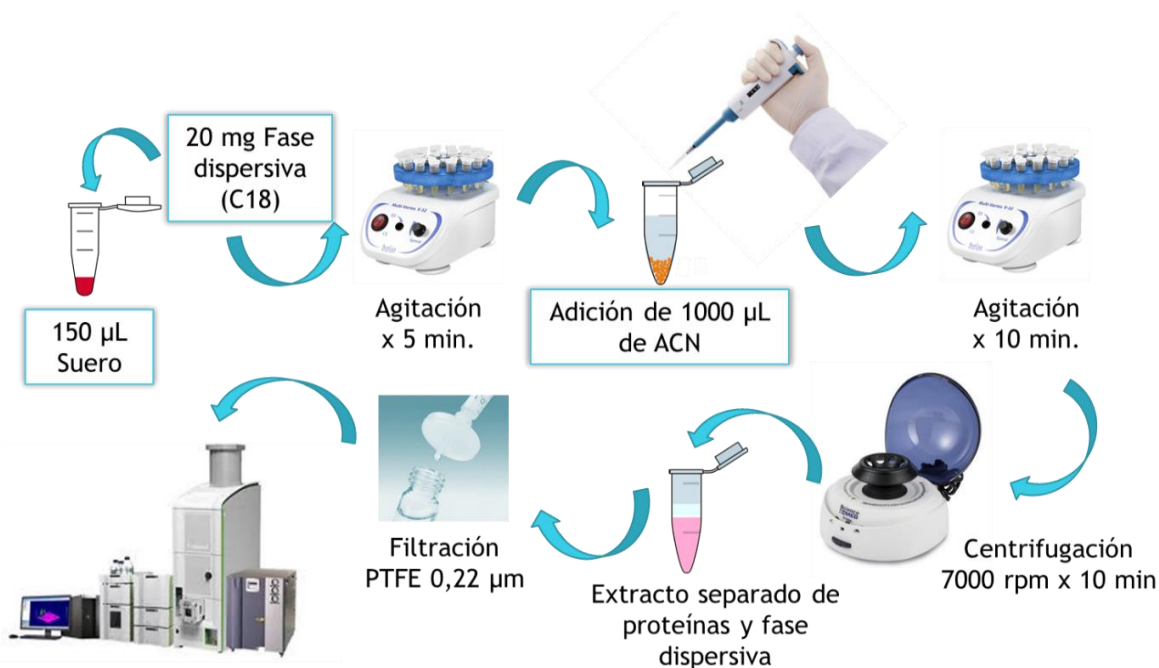 20 mg Fase
dispersiva
(C18)
150 µL
Suero
Agitación
x 5 min.
Adición de 1000 µL
de ACN
Agitación
x 10 min.
Centrifugación
7000 rpm x 10 min
Extracto separado de
proteínas y fase
dispersiva
Filtración
PTFE 0,22 µm